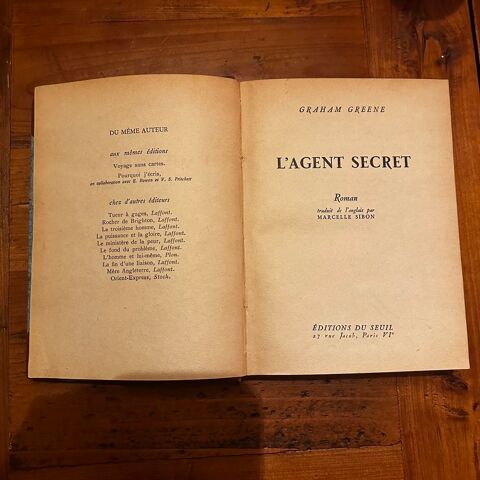 DU MÊME AUTEUR
aux mêmes éditions
Voyage sans cartes.
Pourquoi j'écris,
en collaboration avec E. Bowen et V. S. Pritchett
chez d'autres éditeurs
Tueur à gages, Laffont.
Rocher de Brighton, Laffont.
La troisième homme, Laffont.
La puissance et la gloire, Laffont.
Le ministère de la peur, Laffont.
Le fond du problème, Laffont.
L'homme et lui-même, Plon.
La fin d'une liaison, Laffont.
Mère Angleterre, Laffont.
Orient-Express, Stock.
GRAHAM GREENE
L'AGENT SECRET
Roman
traduit de l'anglais par
MARCELLE SIBON
ÉDITIONS DU SEUIL
27 rue Jacob, Paris VIe